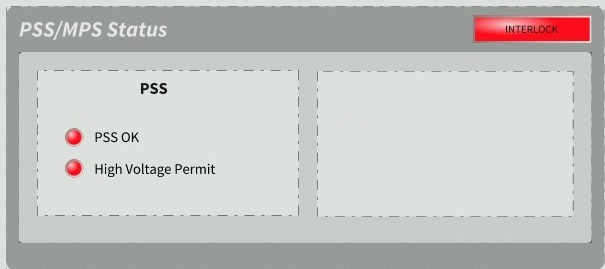 PSS/MPS Status
INTERLOCK
PSS
PSS OK
High Voltage Permit